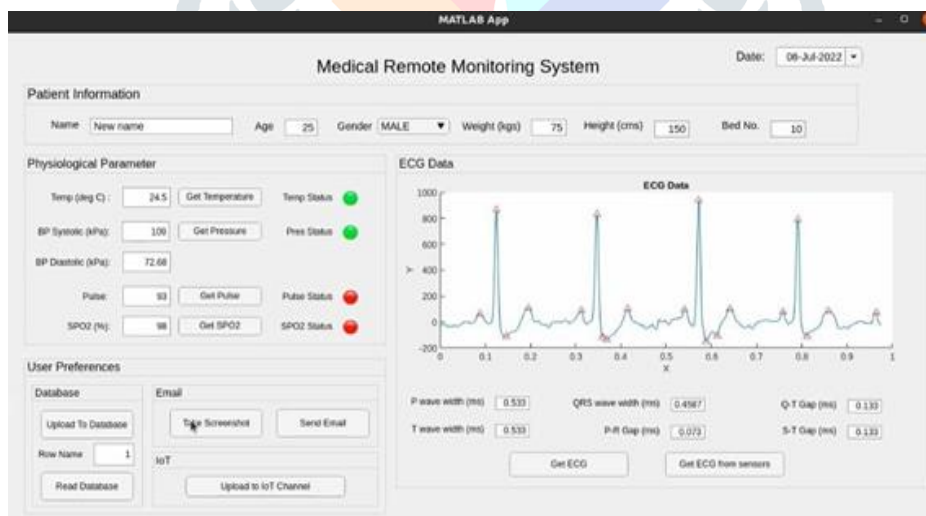 MATLAB App
Medical Remote Monitoring System
Date: 06-Jul-2022
Patient Information
Name New name Age 25 Gender MALE Weight (kgs) 75 Height (cms) 150 Bed No. 10
Physiological Parameter
Temp (deg C) : 24.5 Get Temperature Temp Status
BP Systolic (kPa): 109 Get Pressure Pres Status
BP Diastolic (kPa): 72.68
Pulse: 93 Get Pulse Pulse Status
SPO2 (%): 98 Get SPO2 SPO2 Status
ECG Data
ECG Data
1000
800
600
400
200
0
-200
Y
0 0.1 0.2 0.3 0.4 0.5 0.6 0.7 0.8 0.9 1
X
P wave width (ms) 0.533 QRS wave width (ms) 0.4587 Q-T Gap (ms) 0.133
T wave width (ms) 0.533 P-R Gap (ms) 0.073 S-T Gap (ms) 0.133
Get ECG Get ECG from sensors
User Preferences
Database
Upload To Database
Row Name 1
Read Database
Email
Take Screenshot Send Email
IoT
Upload to IoT Channel